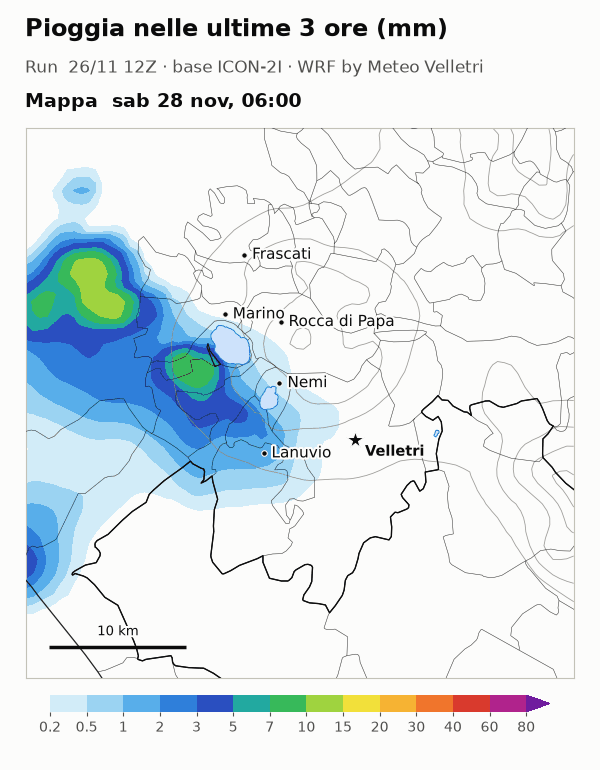 Pioggia nelle ultime 3 ore (mm)
Run  26/11 12Z · base ICON-2I · WRF by Meteo Velletri
Mappa  sab 28 nov, 06:00
Frascati
Marino
Rocca di Papa
Nemi
Velletri
Lanuvio
10 km
0.2 0.5 1 2 3 5 7 10 15 20 30 40 60 80